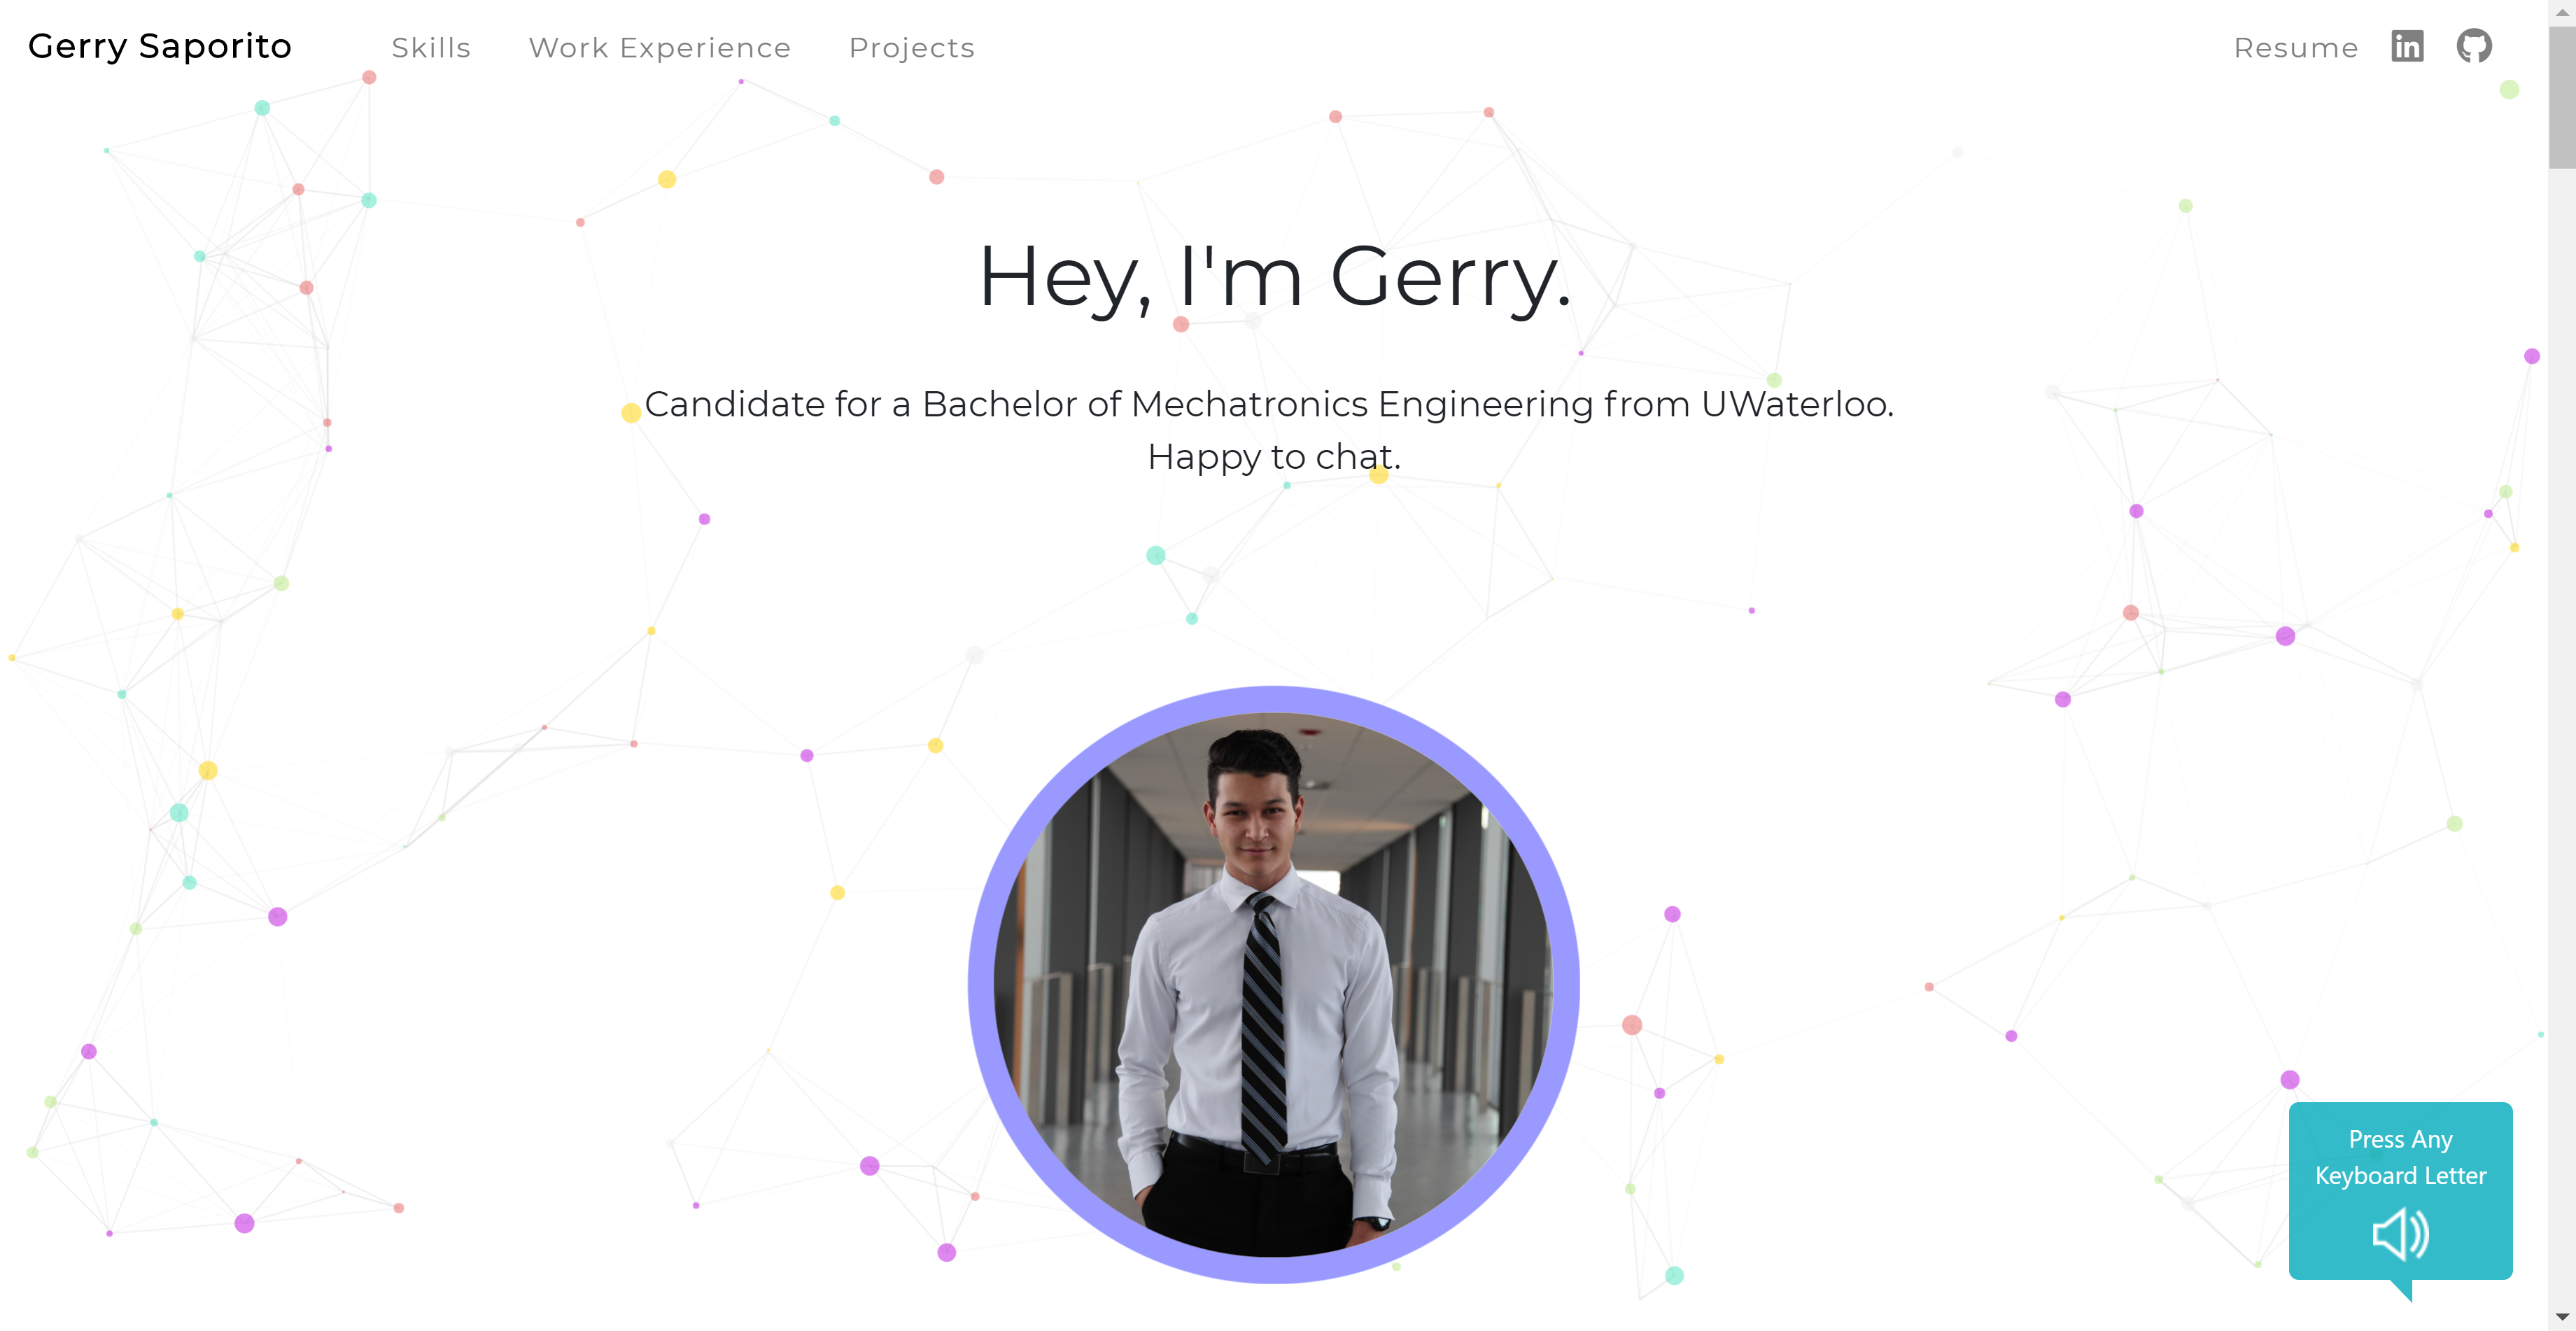 Gerry Saporito
Skills
Work Experience
Projects
Resume
in
Hey, I'm Gerry.
Candidate for a Bachelor of Mechatronics Engineering from UWaterloo.
Happy to chat.
Press Any
Keyboard Letter